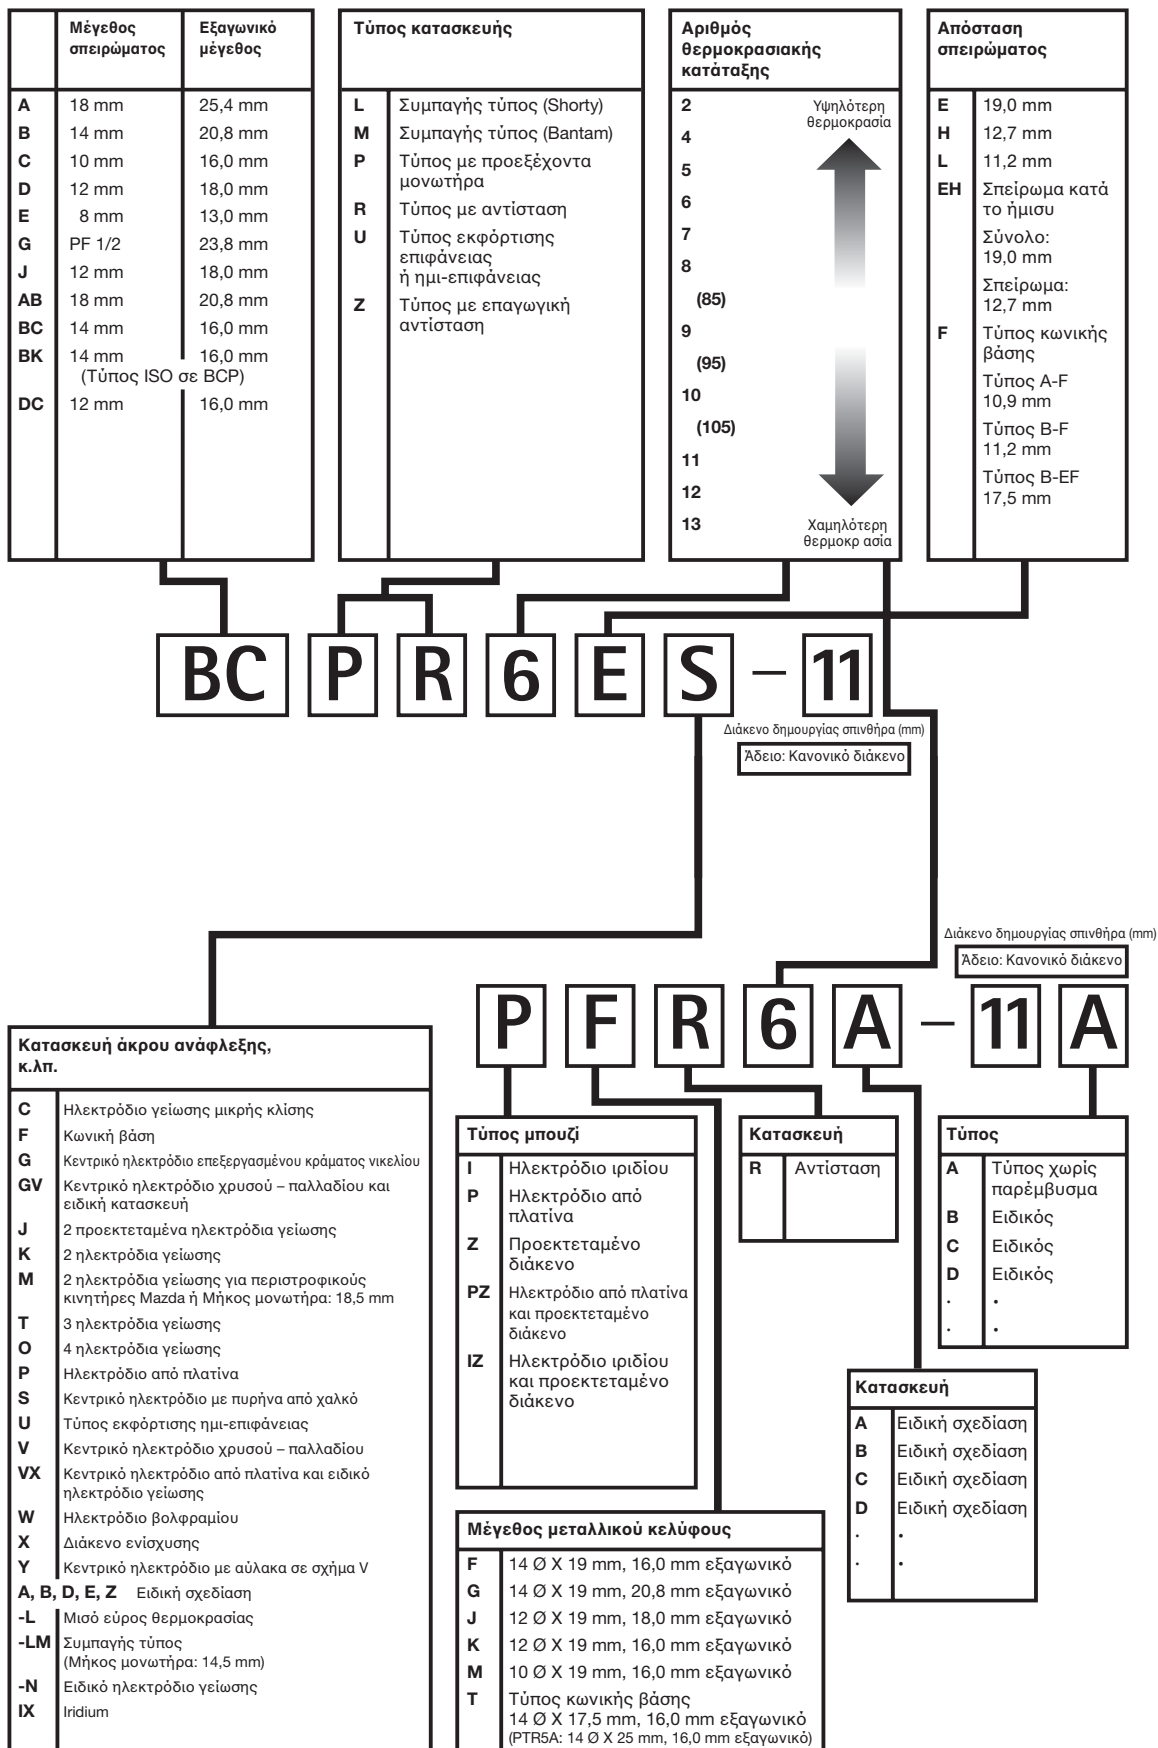 Μέγεθος σπειρώματος Εξαγωνικό μέγεθος
A 18 mm 25,4 mm
B 14 mm 20,8 mm
C 10 mm 16,0 mm
D 12 mm 18,0 mm
E 8 mm 13,0 mm
G PF 1/2 23,8 mm
J 12 mm 18,0 mm
AB 18 mm 20,8 mm
BC 14 mm 16,0 mm
BK 14 mm 16,0 mm
(Τύπος ISO σε BCP)
DC 12 mm 16,0 mm
Τύπος κατασκευής
L Συμπαγής τύπος (Shorty)
M Συμπαγής τύπος (Bantam)
P Τύπος με προεξέχοντα
μονωτήρα
R Τύπος με αντίσταση
U Τύπος εκφόρτισης
επιφάνειας
ή ημι-επιφάνειας
Z Τύπος με επαγωγική
αντίσταση
Αριθμός
θερμοκρασιακής
κατάταξης
2
4
5
6
7
8
(85)
9
(95)
10
(105)
11
12
13
Υψηλότερη
θερμοκρασία
Χαμηλότερη
θερμοκρ ασία
Απόσταση
σπειρώματος
E 19,0 mm
H 12,7 mm
L 11,2 mm
EH Σπείρωμα κατά
το ήμισυ
Σύνολο:
19,0 mm
Σπείρωμα:
12,7 mm
F Τύπος κωνικής
βάσης
Τύπος A-F
10,9 mm
Τύπος B-F
11,2 mm
Τύπος B-EF
17,5 mm
BC P R 6 E S – 11
Διάκενο δημουργίας σπινθήρα (mm)
Άδειο: Κανονικό διάκενο
Διάκενο δημουργίας σπινθήρα (mm)
Άδειο: Κανονικό διάκενο
P F R 6 A – 11 A
Κατασκευή άκρου ανάφλεξης,
κ.λπ.
C Ηλεκτρόδιο γείωσης μικρής κλίσης
F Κωνική βάση
G Κεντρικό ηλεκτρόδιο επεξεργασμένου κράματος νικελίου
GV Κεντρικό ηλεκτρόδιο χρυσού – παλλαδίου και
ειδική κατασκευή
J 2 προεκτεταμένα ηλεκτρόδια γείωσης
K 2 ηλεκτρόδια γείωσης
M 2 ηλεκτρόδια γείωσης για περιστροφικούς
κινητήρες Mazda ή Μήκος μονωτήρα: 18,5 mm
T 3 ηλεκτρόδια γείωσης
O 4 ηλεκτρόδια γείωσης
P Ηλεκτρόδιο από πλατίνα
S Κεντρικό ηλεκτρόδιο με πυρήνα από χαλκό
U Τύπος εκφόρτισης ημι-επιφάνειας
V Κεντρικό ηλεκτρόδιο χρυσού – παλλαδίου
VX Κεντρικό ηλεκτρόδιο από πλατίνα και ειδικό
ηλεκτρόδιο γείωσης
W Ηλεκτρόδιο βολφραμίου
X Διάκενο ενίσχυσης
Y Κεντρικό ηλεκτρόδιο με αύλακα σε σχήμα V
A, B, D, E, Z Ειδική σχεδίαση
-L Μισό εύρος θερμοκρασίας
-LM Συμπαγής τύπος
(Μήκος μονωτήρα: 14,5 mm)
-N Ειδικό ηλεκτρόδιο γείωσης
IX Iridium
Τύπος μπουζί
I Ηλεκτρόδιο ιριδίου
P Ηλεκτρόδιο από
πλατίνα
Z Προεκτεταμένο
διάκενο
PZ Ηλεκτρόδιο από πλατίνα
και προεκτεταμένο
διάκενο
IZ Ηλεκτρόδιο ιριδίου
και προεκτεταμένο
διάκενο
Κατασκευή
R Αντίσταση
Τύπος
A Τύπος χωρίς
παρέμβυσμα
B Ειδικός
C Ειδικός
D Ειδικός
. •
. •
Κατασκευή
A Ειδική σχεδίαση
B Ειδική σχεδίαση
C Ειδική σχεδίαση
D Ειδική σχεδίαση
. •
. •
Μέγεθος μεταλλικού κελύφους
F 14 Ø X 19 mm, 16,0 mm εξαγωνικό
G 14 Ø X 19 mm, 20,8 mm εξαγωνικό
J 12 Ø X 19 mm, 18,0 mm εξαγωνικό
K 12 Ø X 19 mm, 16,0 mm εξαγωνικό
M 10 Ø X 19 mm, 16,0 mm εξαγωνικό
T Τύπος κωνικής βάσης
14 Ø X 17,5 mm, 16,0 mm εξαγωνικό
(PTR5A: 14 Ø X 25 mm, 16,0 mm εξαγωνικό)